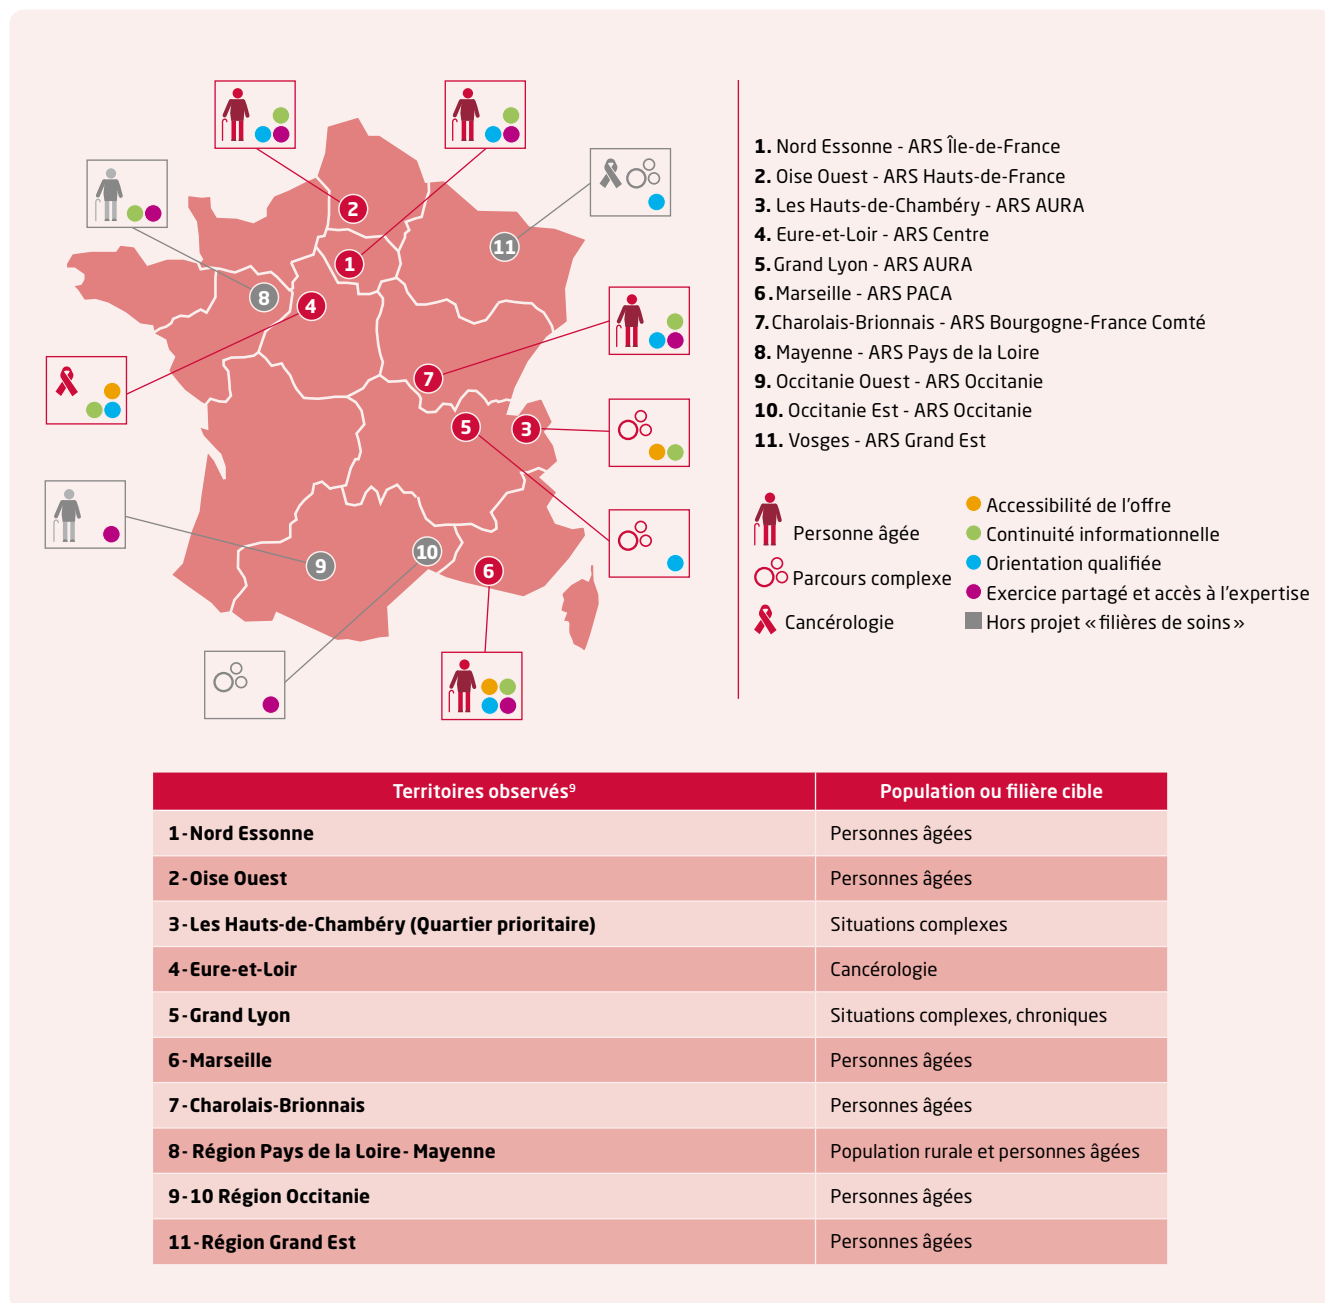 2
1
11
8
4
7
5
3
10
9
6
1. Nord Essonne - ARS Île-de-France
2. Oise Ouest - ARS Hauts-de-France
3. Les Hauts-de-Chambéry - ARS AURA
4. Eure-et-Loir - ARS Centre
5. Grand Lyon - ARS AURA
6. Marseille - ARS PACA
7. Charolais-Brionnais - ARS Bourgogne-France Comté
8. Mayenne - ARS Pays de la Loire
9. Occitanie Ouest - ARS Occitanie
10. Occitanie Est - ARS Occitanie
11. Vosges - ARS Grand Est
Personne âgée
Parcours complexe
Cancérologie
Accessibilité de l'offre
Continuité informationnelle
Orientation qualifiée
Exercice partagé et accès à l'expertise
Hors projet « filières de soins »
Territoires observés⁹ Population ou filière cible
1 - Nord Essonne Personnes âgées
2 - Oise Ouest Personnes âgées
3 - Les Hauts-de-Chambéry (Quartier prioritaire) Situations complexes
4 - Eure-et-Loir Cancérologie
5 - Grand Lyon Situations complexes, chroniques
6 - Marseille Personnes âgées
7 - Charolais-Brionnais Personnes âgées
8 - Région Pays de la Loire - Mayenne Population rurale et personnes âgées
9 - 10 Région Occitanie Personnes âgées
11 - Région Grand Est Personnes âgées